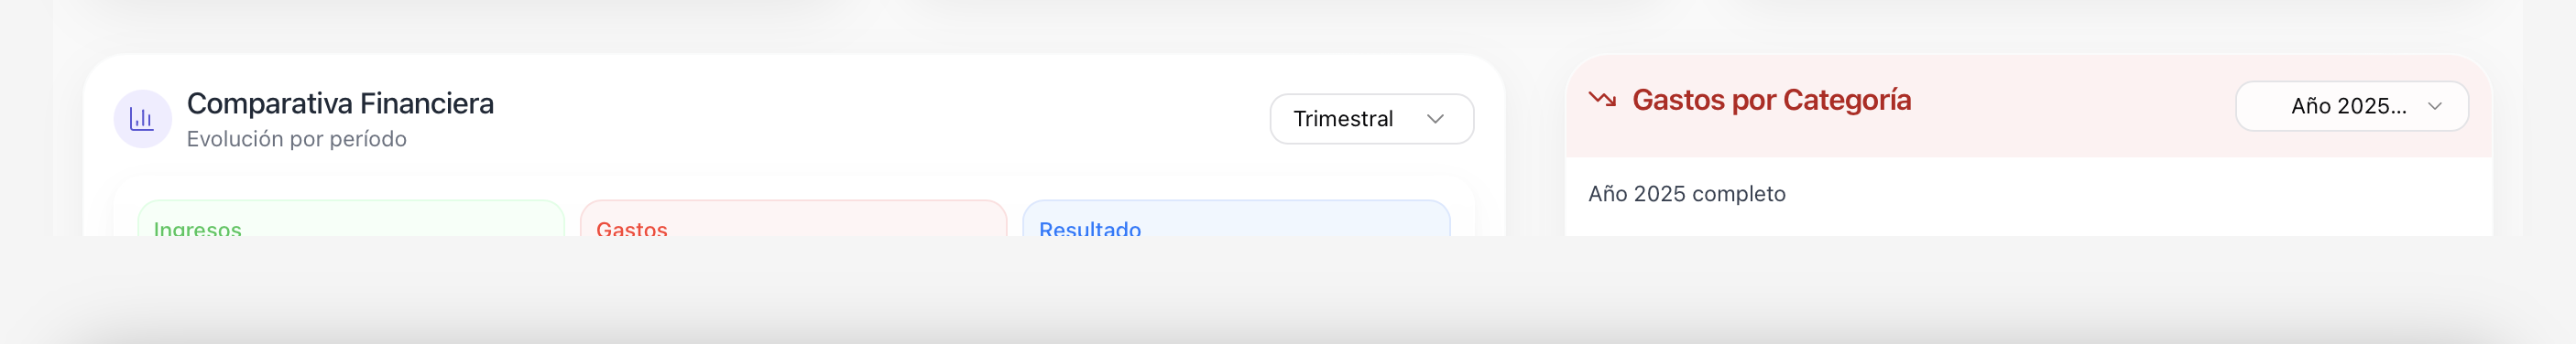 Comparativa Financiera
Evolución por período
Trimestral
Ingresos
Gastos
Resultado
Gastos por Categoría
Año 2025...
Año 2025 completo